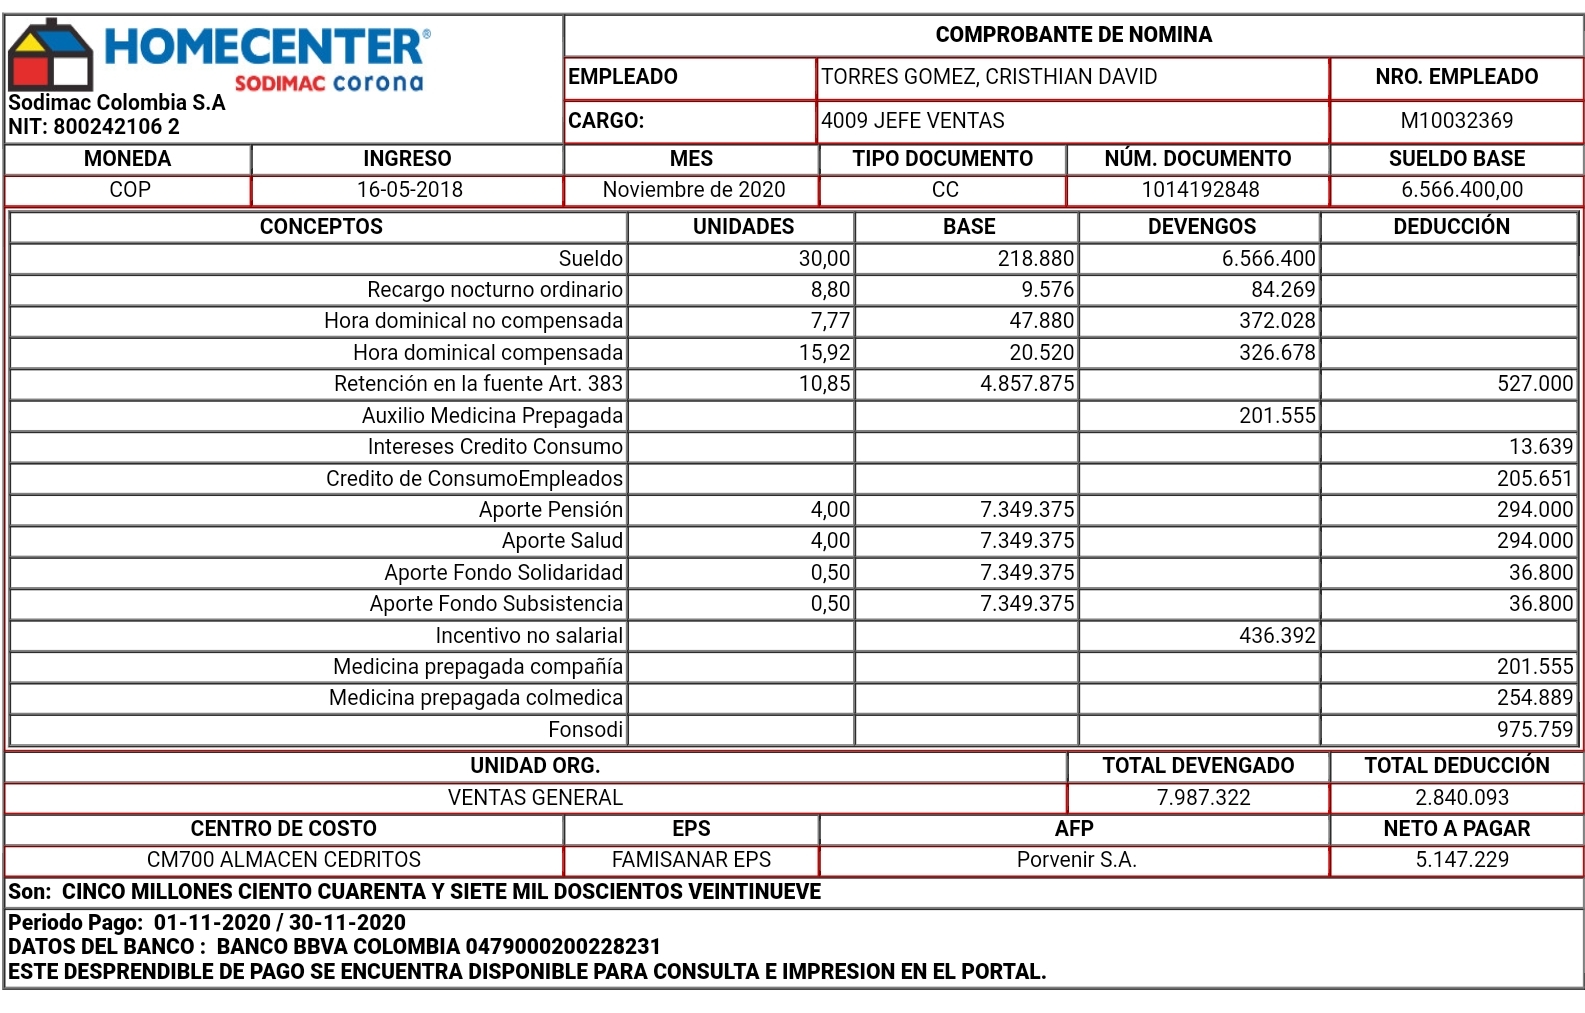 HOMECENTER®
SODIMAC corona
Sodimac Colombia S.A
NIT: 800242106 2
COMPROBANTE DE NOMINA
EMPLEADO TORRES GOMEZ, CRISTHIAN DAVID NRO. EMPLEADO
CARGO: 4009 JEFE VENTAS M10032369
MONEDA INGRESO MES TIPO DOCUMENTO NÚM. DOCUMENTO SUELDO BASE
COP 16-05-2018 Noviembre de 2020 CC 1014192848 6.566.400,00
CONCEPTOS UNIDADES BASE DEVENGOS DEDUCCIÓN
Sueldo 30,00 218.880 6.566.400
Recargo nocturno ordinario 8,80 9.576 84.269
Hora dominical no compensada 7,77 47.880 372.028
Hora dominical compensada 15,92 20.520 326.678
Retención en la fuente Art. 383 10,85 4.857.875 527.000
Auxilio Medicina Prepagada 201.555
Intereses Credito Consumo 13.639
Credito de ConsumoEmpleados 205.651
Aporte Pensión 4,00 7.349.375 294.000
Aporte Salud 4,00 7.349.375 294.000
Aporte Fondo Solidaridad 0,50 7.349.375 36.800
Aporte Fondo Subsistencia 0,50 7.349.375 36.800
Incentivo no salarial 436.392
Medicina prepagada compañía 201.555
Medicina prepagada colmedica 254.889
Fonsodi 975.759
UNIDAD ORG. TOTAL DEVENGADO TOTAL DEDUCCIÓN
VENTAS GENERAL 7.987.322 2.840.093
CENTRO DE COSTO EPS AFP NETO A PAGAR
CM700 ALMACEN CEDRITOS FAMISANAR EPS Porvenir S.A. 5.147.229
Son: CINCO MILLONES CIENTO CUARENTA Y SIETE MIL DOSCIENTOS VEINTINUEVE
Periodo Pago: 01-11-2020 / 30-11-2020
DATOS DEL BANCO : BANCO BBVA COLOMBIA 0479000200228231
ESTE DESPRENDIBLE DE PAGO SE ENCUENTRA DISPONIBLE PARA CONSULTA E IMPRESION EN EL PORTAL.